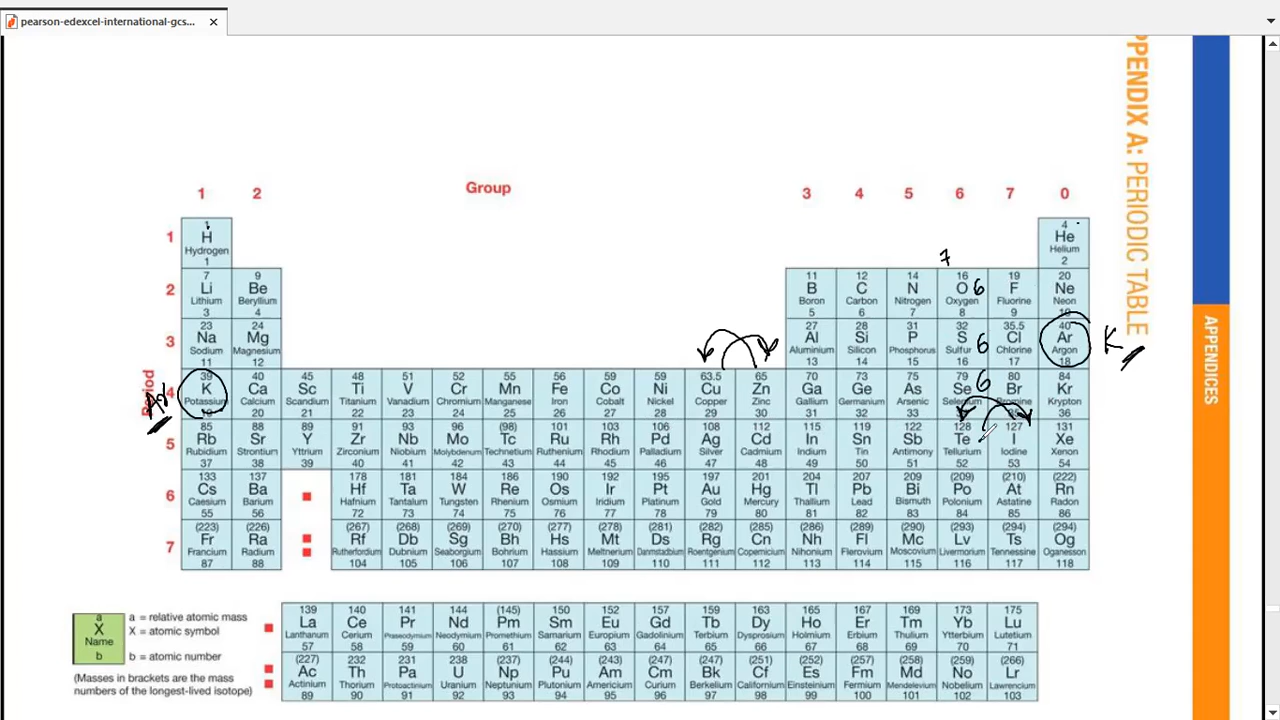 pearson-edexcel-international-gcs...
APPENDIX A: PERIODIC TABLE
APPENDICES
Group
1 2 3 4 5 6 7 0
Period
1
1 4
H He
Hydrogen Helium
1 2
7
2
7 9 11 12 14 16 19 20
Li Be B C N O 6 F Ne
Lithium Beryllium Boron Carbon Nitrogen Oxygen Fluorine Neon
3 4 5 6 7 8 9 10
3
23 24 27 28 31 32 35.5 40
Na Mg Al Si P S 6 Cl Ar K
Sodium Magnesium Aluminium Silicon Phosphorus Sulfur Chlorine Argon
11 12 13 14 15 16 17 18
4
39 40 45 48 51 52 55 56 59 59 63.5 65 70 73 75 79 80 84
Ar K Ca Sc Ti V Cr Mn Fe Co Ni Cu Zn Ga Ge As Se 6 Br Kr
Potassium Calcium Scandium Titanium Vanadium Chromium Manganese Iron Cobalt Nickel Copper Zinc Gallium Germanium Arsenic Selenium Bromine Krypton
20 21 22 23 24 25 26 27 28 29 30 31 32 33 36
5
85 88 89 91 93 96 (98) 101 103 106 108 112 115 119 122 128 127 131
Rb Sr Y Zr Nb Mo Tc Ru Rh Pd Ag Cd In Sn Sb Te I Xe
Rubidium Strontium Yttrium Zirconium Niobium Molybdenum Technetium Ruthenium Rhodium Palladium Silver Cadmium Indium Tin Antimony Tellurium Iodine Xenon
37 38 39 40 41 42 43 44 45 46 47 48 49 50 51 52 53 54
6
133 137 178 181 184 186 190 192 195 197 201 204 207 209 (209) (210) (222)
Cs Ba Hf Ta W Re Os Ir Pt Au Hg Tl Pb Bi Po At Rn
Caesium Barium Hafnium Tantalum Tungsten Rhenium Osmium Iridium Platinum Gold Mercury Thallium Lead Bismuth Polonium Astatine Radon
55 56 72 73 74 75 76 77 78 79 80 81 82 83 84 85 86
7
(223) (226) (267) (268) (269) (270) (277) (278) (281) (282) (285) (286) (289) (290) (293) (294) (294)
Fr Ra Rf Db Sg Bh Hs Mt Ds Rg Cn Nh Fl Mc Lv Ts Og
Francium Radium Rutherfordium Dubnium Seaborgium Bohrium Hassium Meitnerium Darmstadtium Roentgenium Copernicium Nihonium Flerovium Moscovium Livermorium Tennessine Oganesson
87 88 104 105 106 107 108 109 110 111 112 113 114 115 116 117 118
139 140 141 144 (145) 150 152 157 159 163 165 167 169 173 175
La Ce Pr Nd Pm Sm Eu Gd Tb Dy Ho Er Tm Yb Lu
Lanthanum Cerium Praseodymium Neodymium Promethium Samarium Europium Gadolinium Terbium Dysprosium Holmium Erbium Thulium Ytterbium Lutetium
57 58 59 60 61 62 63 64 65 66 67 68 69 70 71
(227) 232 231 238 (237) (244) (243) (247) (247) (251) (252) (257) (258) (259) (266)
Ac Th Pa U Np Pu Am Cm Bk Cf Es Fm Md No Lr
Actinium Thorium Protactinium Uranium Neptunium Plutonium Americium Curium Berkelium Californium Einsteinium Fermium Mendelevium Nobelium Lawrencium
89 90 91 92 93 94 95 96 97 98 99 100 101 102 103
a
X
Name
b
a = relative atomic mass
X = atomic symbol
b = atomic number
(Masses in brackets are the mass
numbers of the longest-lived isotope)